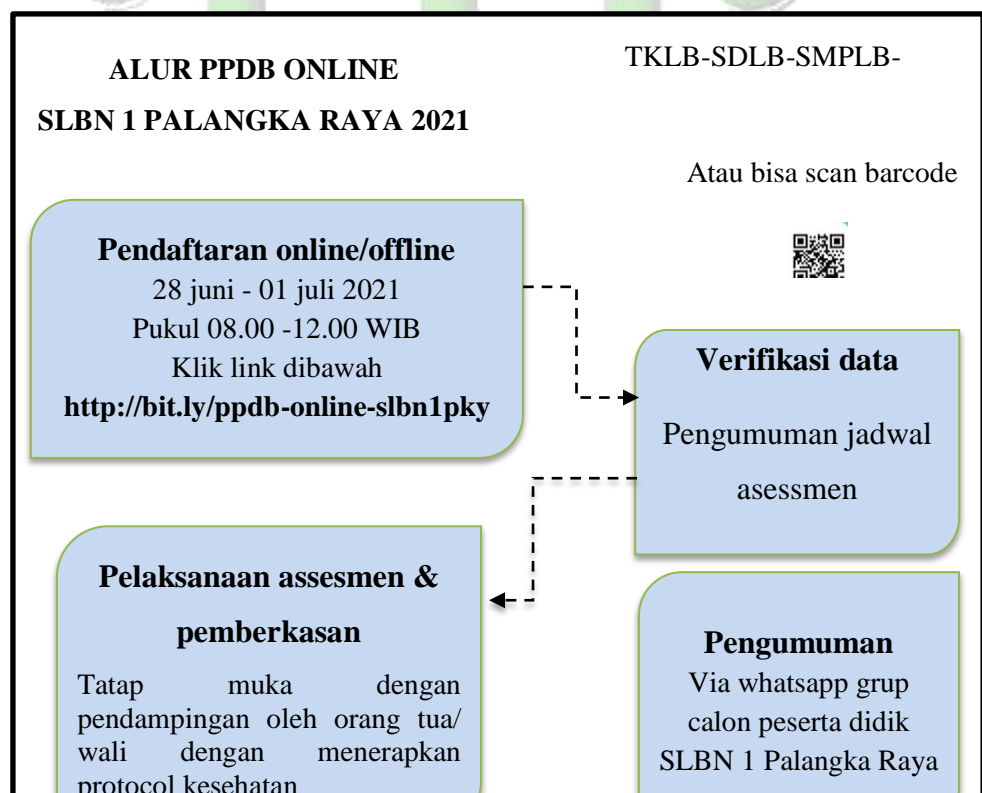 ALUR PPDB ONLINE
SLBN 1 PALANGKA RAYA 2021
TKLB-SDLB-SMPLB-
Atau bisa scan barcode
Pendaftaran online/offline
28 juni - 01 juli 2021
Pukul 08.00 -12.00 WIB
Klik link dibawah
http://bit.ly/ppdb-online-slbn1pky
Verifikasi data
Pengumuman jadwal
asessmen
Pelaksanaan assesmen &
pemberkasan
Tatap muka dengan
pendampingan oleh orang tua/
wali dengan menerapkan
protocol kesehatan
Pengumuman
Via whatsapp grup
calon peserta didik
SLBN 1 Palangka Raya